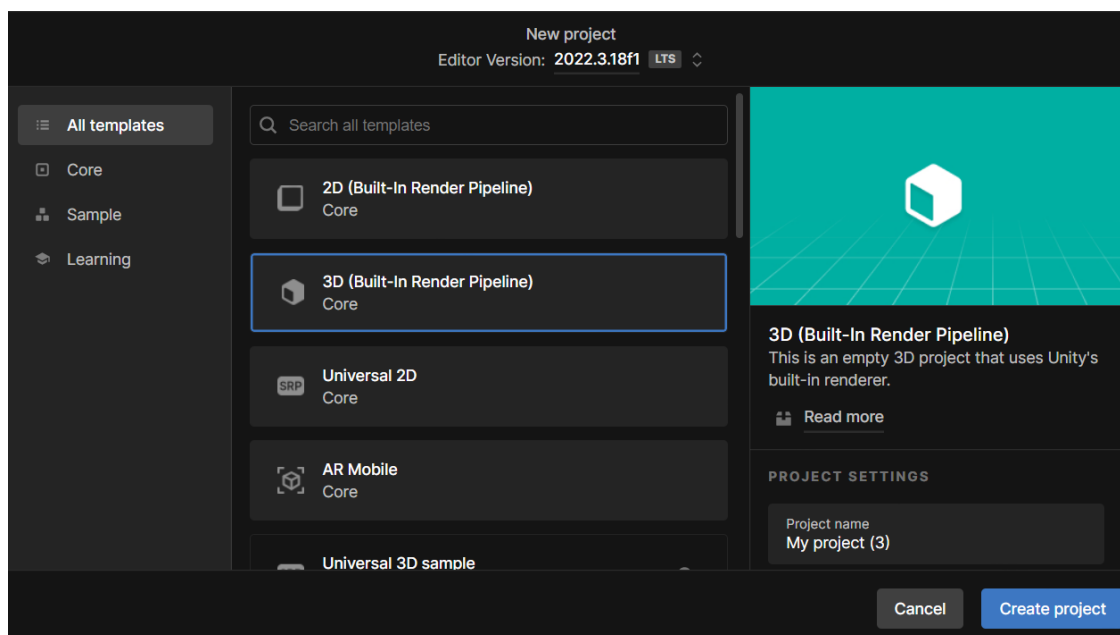 New project
Editor Version: 2022.3.18f1 LTS
All templates
Core
Sample
Learning
Search all templates
2D (Built-In Render Pipeline)
Core
3D (Built-In Render Pipeline)
Core
SRP
Universal 2D
Core
AR Mobile
Core
Universal 3D sample
3D (Built-In Render Pipeline)
This is an empty 3D project that uses Unity's
built-in renderer.
Read more
PROJECT SETTINGS
Project name
My project (3)
Cancel
Create project